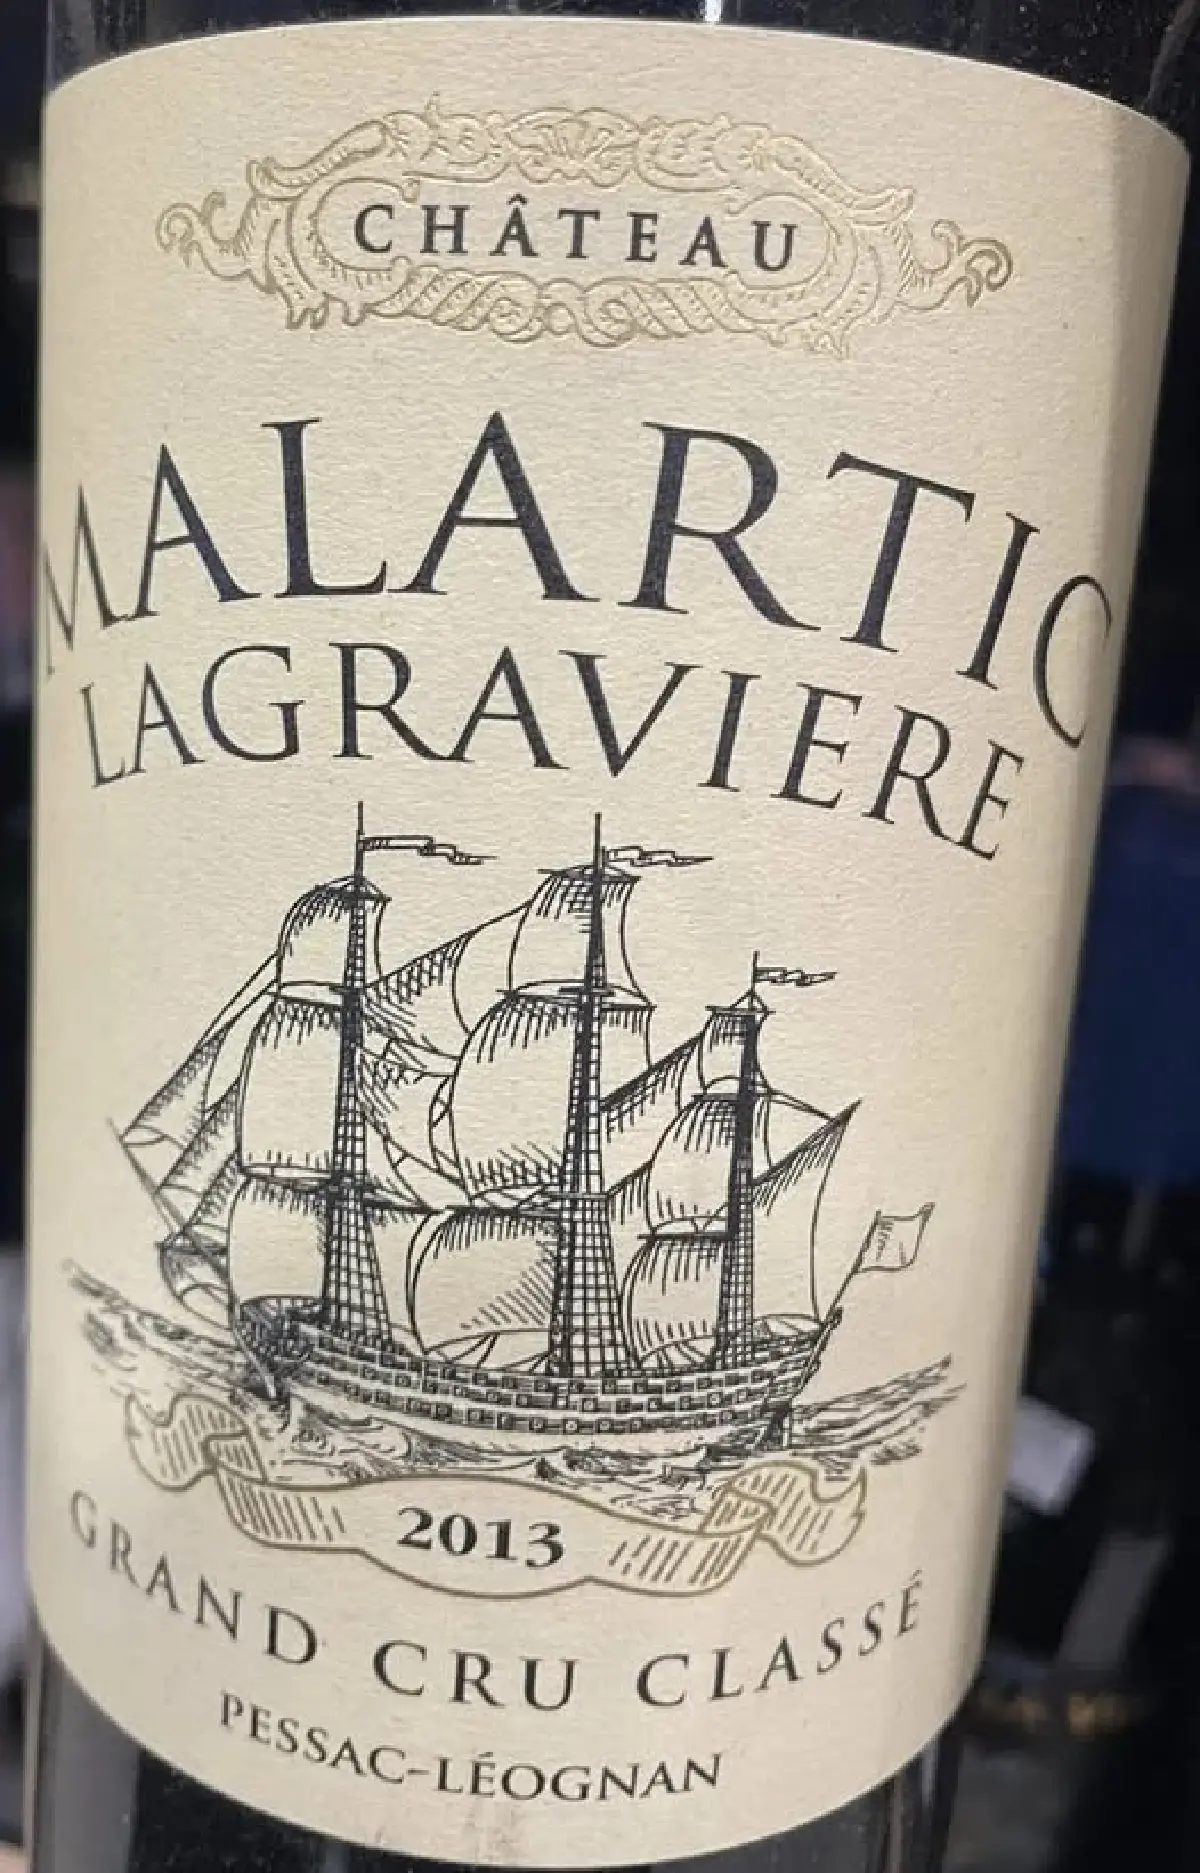 CHÂTEAU
MALARTIC
LAGRAVIERE
2013
GRAND CRU CLASSÉ
PESSAC-LÉOGNAN